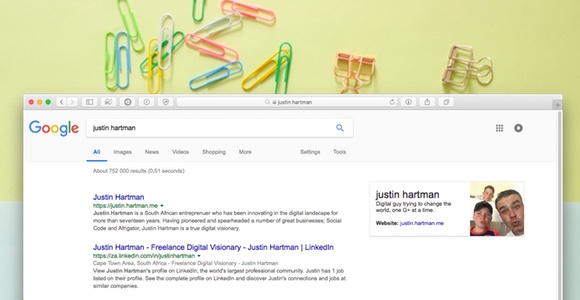 justin hartman
Google
justin hartman
All Images News Videos Shopping More Settings Tools
About 752 000 results (0,51 seconds)
Justin Hartman
https://justin.hartman.me
Justin Hartman is a South African entreprenuer who has been innovating in the digital landscape for
more than seventeen years. Having pioneered and spearheaded a number of great businesses; Social
Code and Afrigator, Justin is a true digital visionary.
Justin Hartman - Freelance Digital Visionary - Justin Hartman | LinkedIn
https://za.linkedin.com/in/justinhartman
Cape Town Area, South Africa - Freelance Digital Visionary - Justin Hartman
View Justin Hartman's profile on LinkedIn, the world's largest professional community. Justin has 1 job
listed on their profile. See the complete profile on LinkedIn and discover Justin's connections and jobs at
similar companies.
justin hartman
Digital guy trying to change the
world, one G+ at a time.
Website: justin.hartman.me